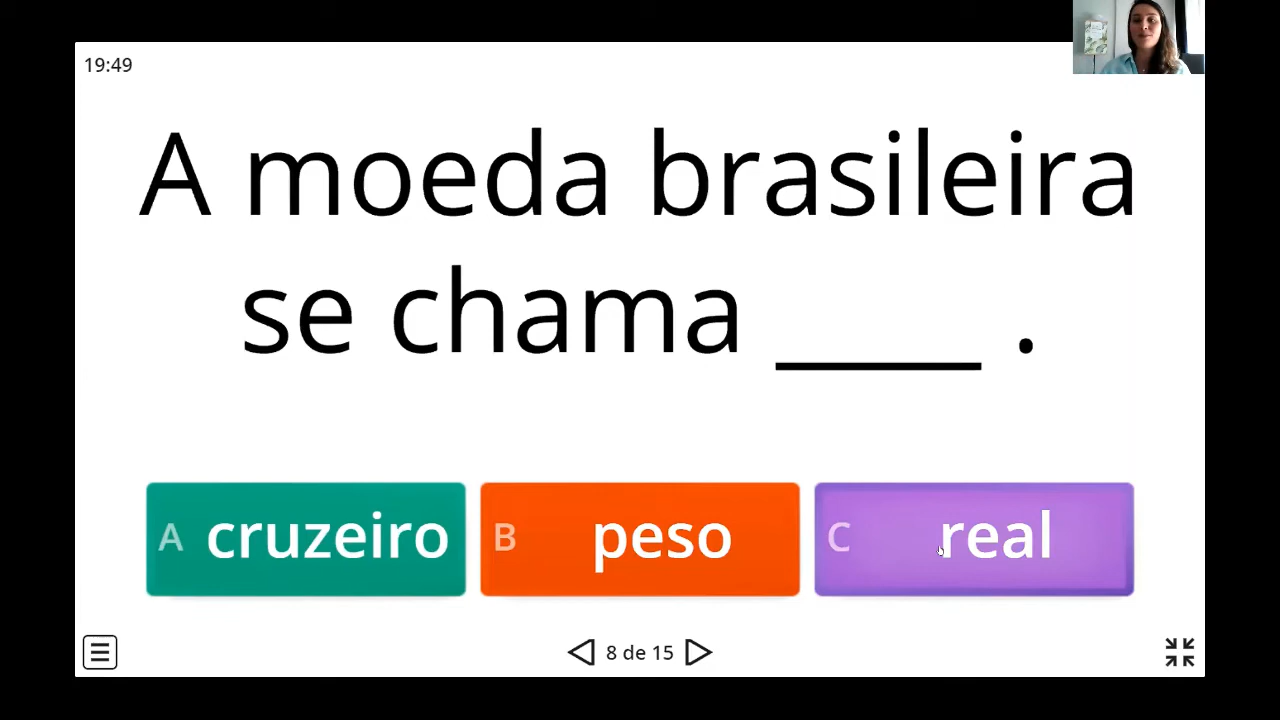 19:49
A moeda brasileira
se chama ____ .
A cruzeiro
B peso
C real
8 de 15